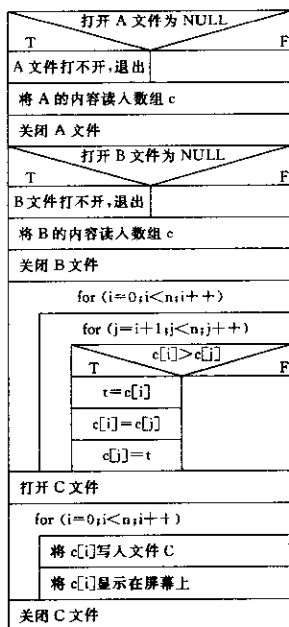 打开 A 文件为 NULL
T F
A 文件打不开,退出
将 A 的内容读入数组 c
关闭 A 文件
打开 B 文件为 NULL
T F
B 文件打不开,退出
将 B 的内容读入数组 c
关闭 B 文件
for (i=0;i<n;i++)
for (j=i+1;j<n;j++)
c[i]>c[j]
T F
t=c[i]
c[i]=c[j]
c[j]=t
打开 C 文件
for (i=0;i<n;i++)
将 c[i]写入文件 C
将 c[i]显示在屏幕上
关闭 C 文件